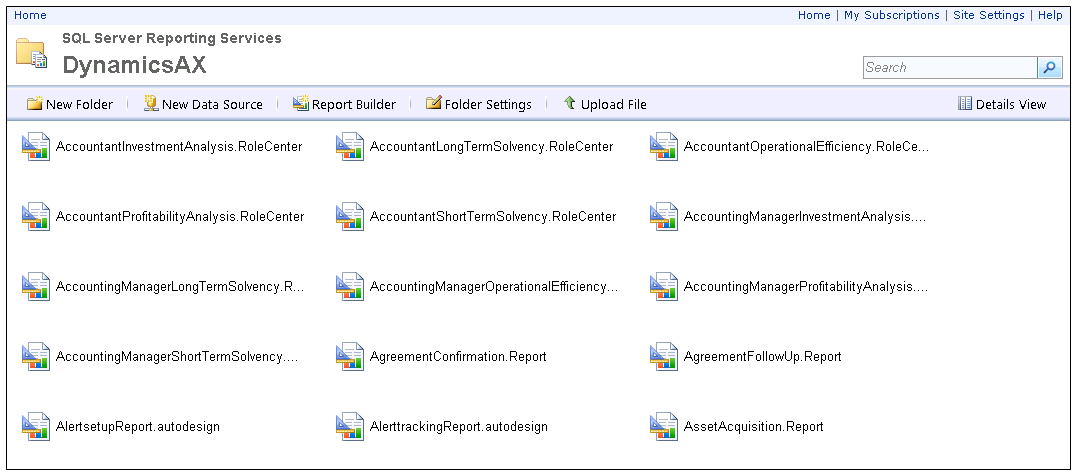 Home
Home | My Subscriptions | Site Settings | Help
SQL Server Reporting Services
DynamicsAX
Search
New Folder | New Data Source | Report Builder | Folder Settings | Upload File
Details View
AccountantInvestmentAnalysis.RoleCenter
AccountantLongTermSolvency.RoleCenter
AccountantOperationalEfficiency.RoleCe...
AccountantProfitabilityAnalysis.RoleCenter
AccountantShortTermSolvency.RoleCenter
AccountingManagerInvestmentAnalysis....
AccountingManagerLongTermSolvency.R...
AccountingManagerOperationalEfficiency...
AccountingManagerProfitabilityAnalysis....
AccountingManagerShortTermSolvency....
AgreementConfirmation.Report
AgreementFollowUp.Report
AlertsetupReport.autodesign
AlerttrackingReport.autodesign
AssetAcquisition.Report